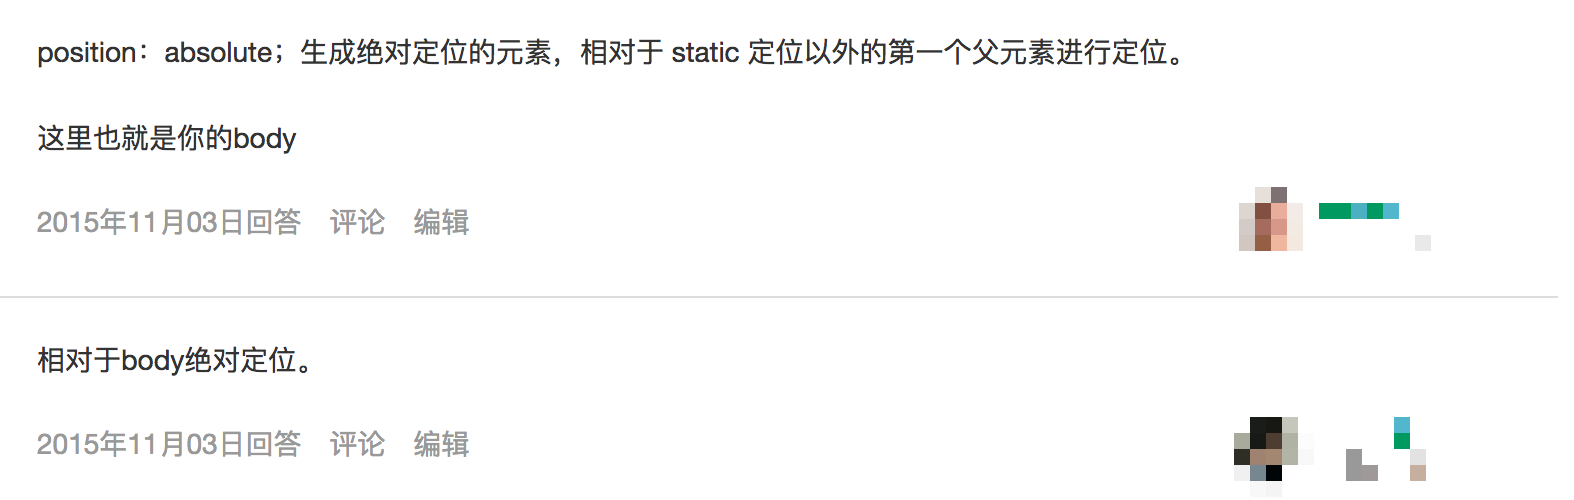 position：absolute；生成绝对定位的元素，相对于 static 定位以外的第一个父元素进行定位。
这里也就是你的body
2015年11月03日回答 评论 编辑
相对于body绝对定位。
2015年11月03日回答 评论 编辑